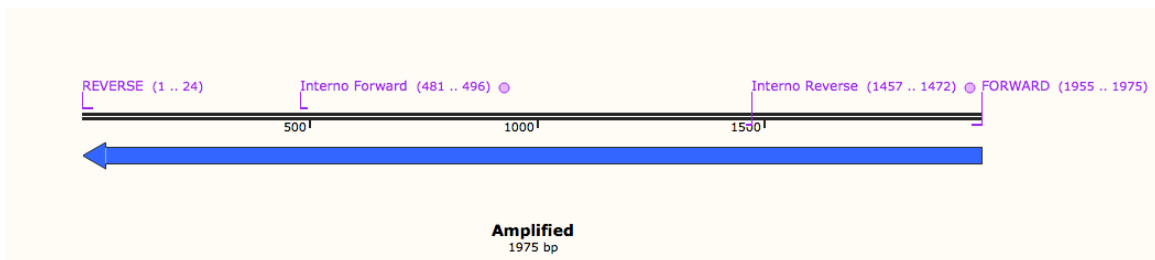 REVERSE (1 .. 24)
Interno Forward (481 .. 496)
Interno Reverse (1457 .. 1472)
FORWARD (1955 .. 1975)
500
1000
1500
Amplified
1975 bp